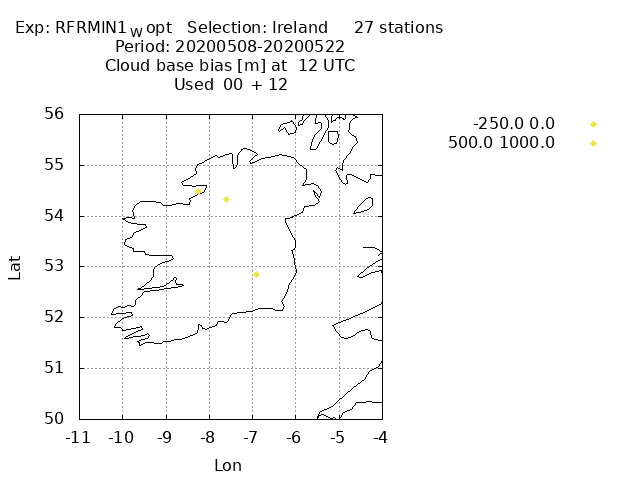 Exp: RFRMIN1wopt   Selection: Ireland     27 stations
Period: 20200508-20200522
Cloud base bias [m] at  12 UTC
Used  00 + 12
-250.0 0.0
500.0 1000.0
56
55
54
53
52
51
50
Lat
-11 -10 -9 -8 -7 -6 -5 -4
Lon